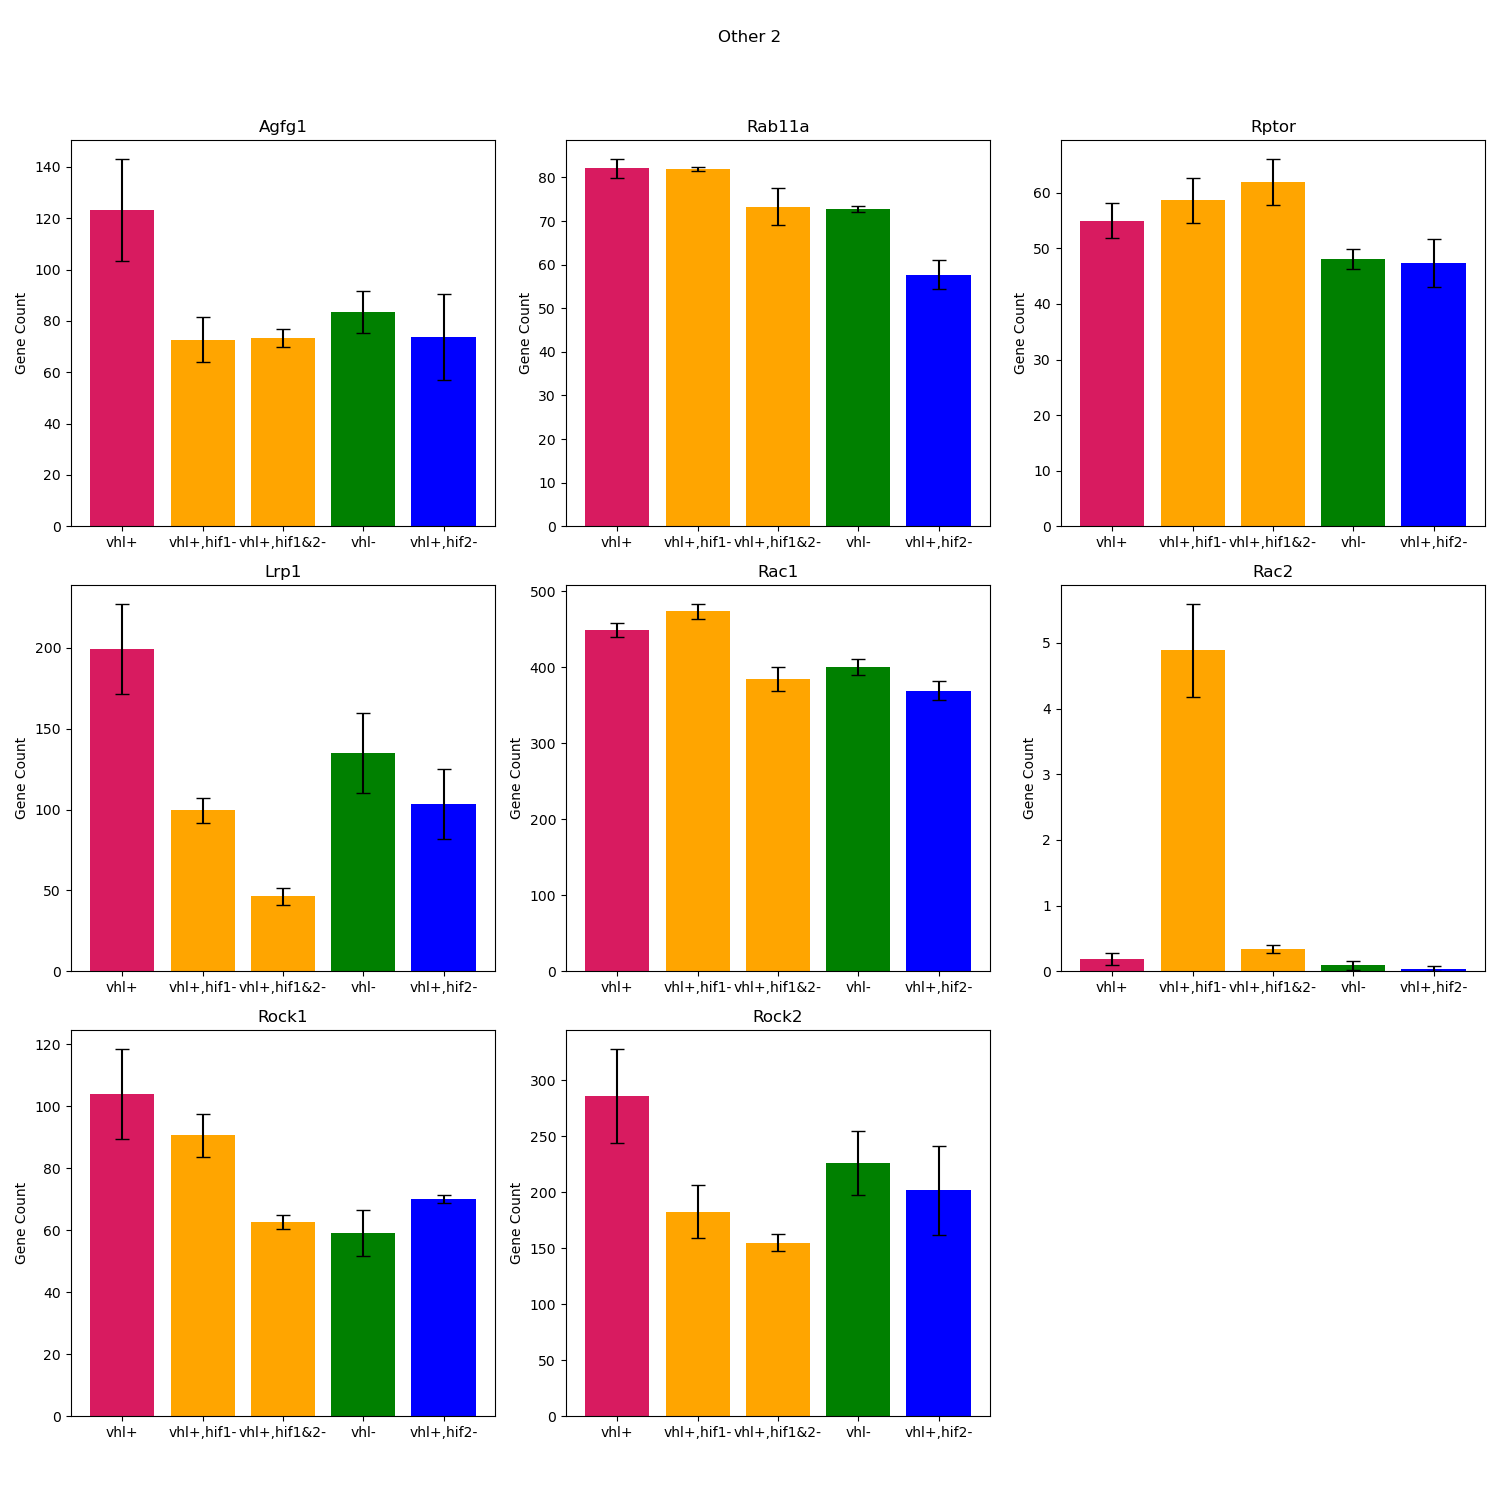 Other 2
Agfg1
Gene Count
0
20
40
60
80
100
120
140
vhl+ vhl+,hif1- vhl+,hif1&2- vhl- vhl+,hif2-
Rab11a
Gene Count
0
10
20
30
40
50
60
70
80
vhl+ vhl+,hif1- vhl+,hif1&2- vhl- vhl+,hif2-
Rptor
Gene Count
0
10
20
30
40
50
60
vhl+ vhl+,hif1- vhl+,hif1&2- vhl- vhl+,hif2-
Lrp1
Gene Count
0
50
100
150
200
vhl+ vhl+,hif1- vhl+,hif1&2- vhl- vhl+,hif2-
Rac1
Gene Count
0
100
200
300
400
500
vhl+ vhl+,hif1- vhl+,hif1&2- vhl- vhl+,hif2-
Rac2
Gene Count
0
1
2
3
4
5
vhl+ vhl+,hif1- vhl+,hif1&2- vhl- vhl+,hif2-
Rock1
Gene Count
0
20
40
60
80
100
120
vhl+ vhl+,hif1- vhl+,hif1&2- vhl- vhl+,hif2-
Rock2
Gene Count
0
50
100
150
200
250
300
vhl+ vhl+,hif1- vhl+,hif1&2- vhl- vhl+,hif2-